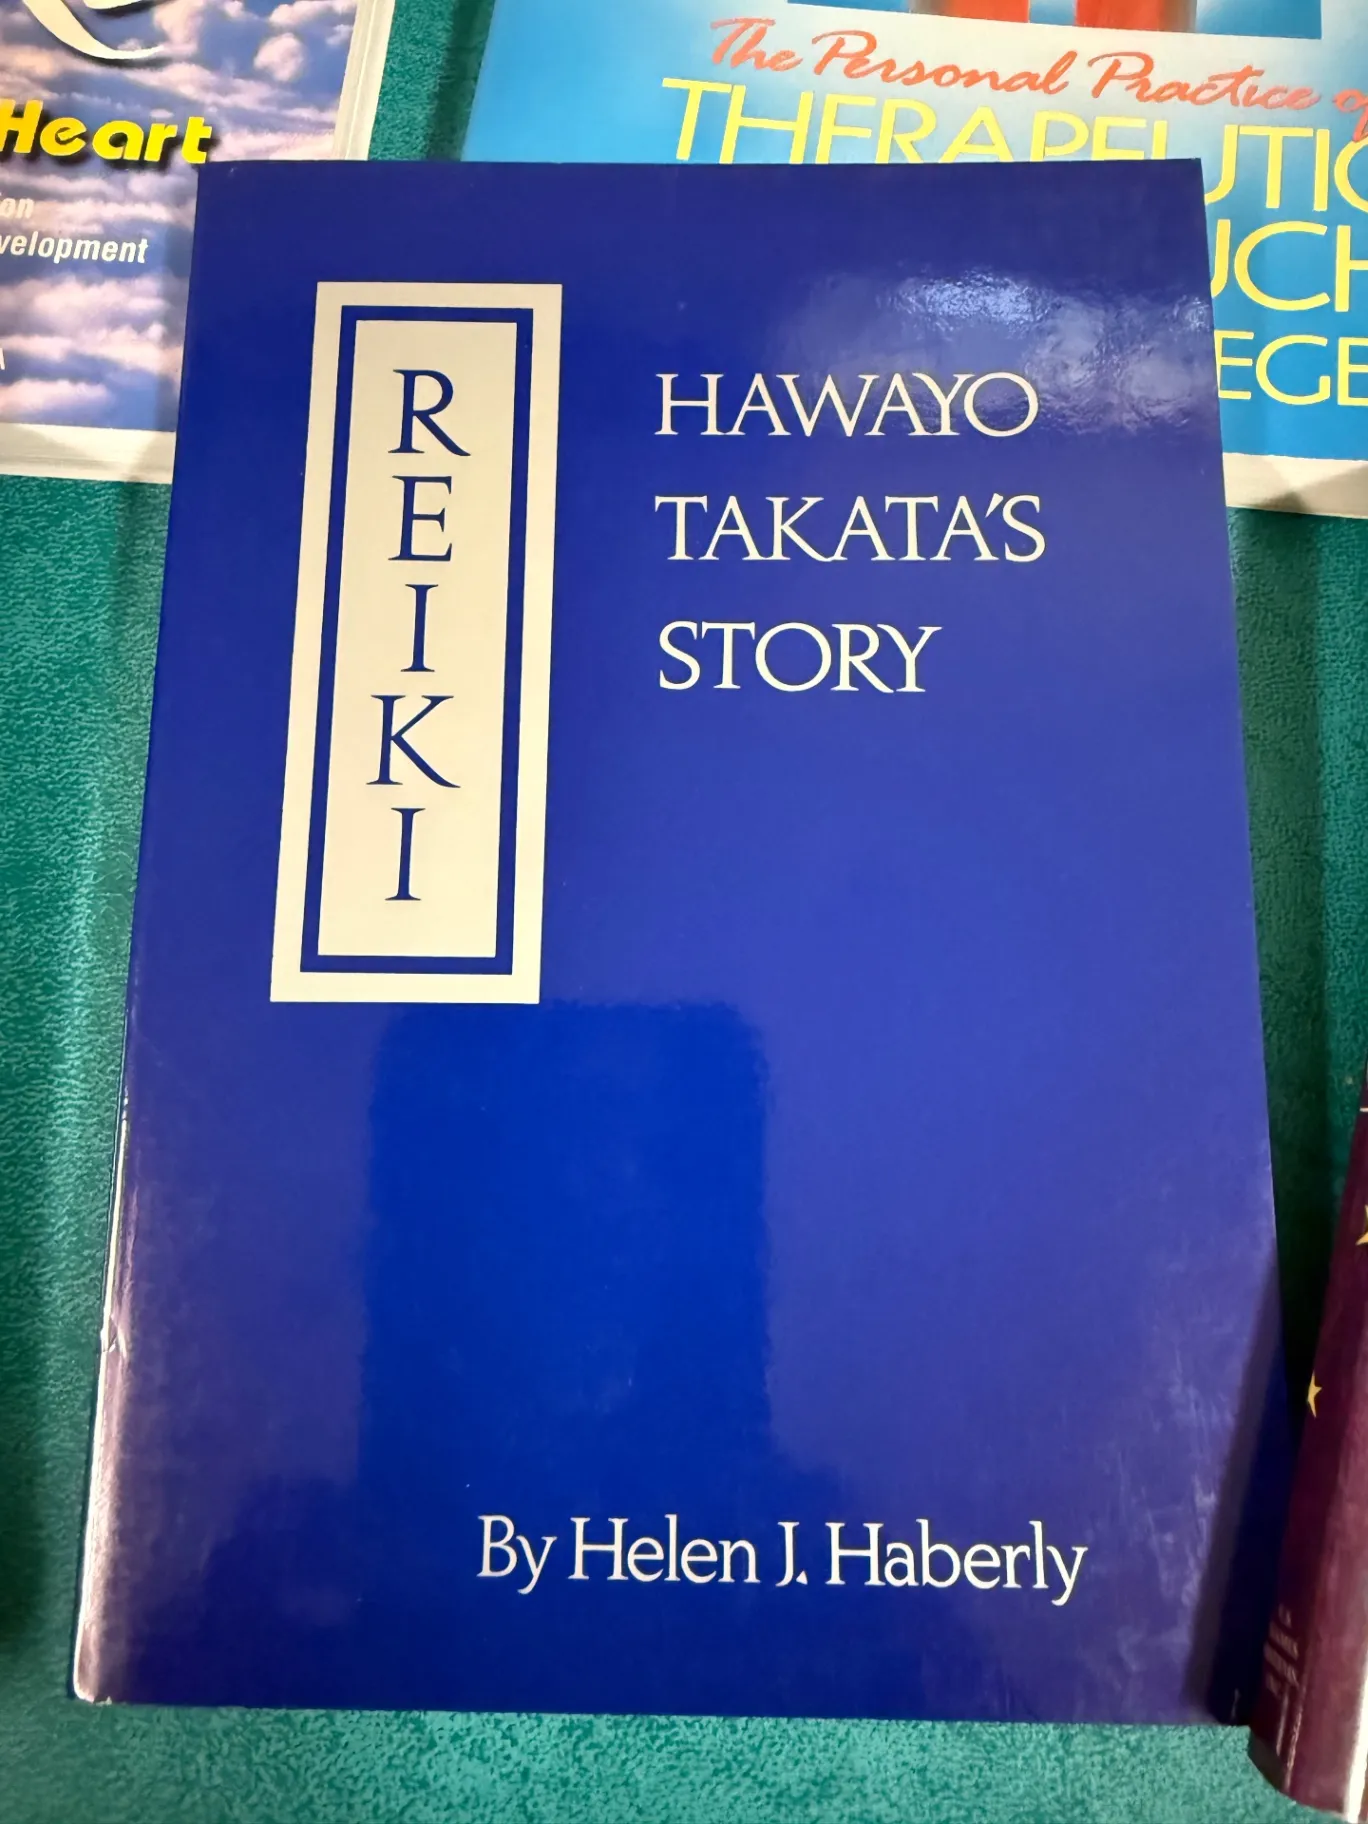 Heart
velopment
The Personal Practice of
THERAPEUTIC
UCH
EGE
REIKI
HAWAYO
TAKATA'S
STORY
By Helen J. Haberly